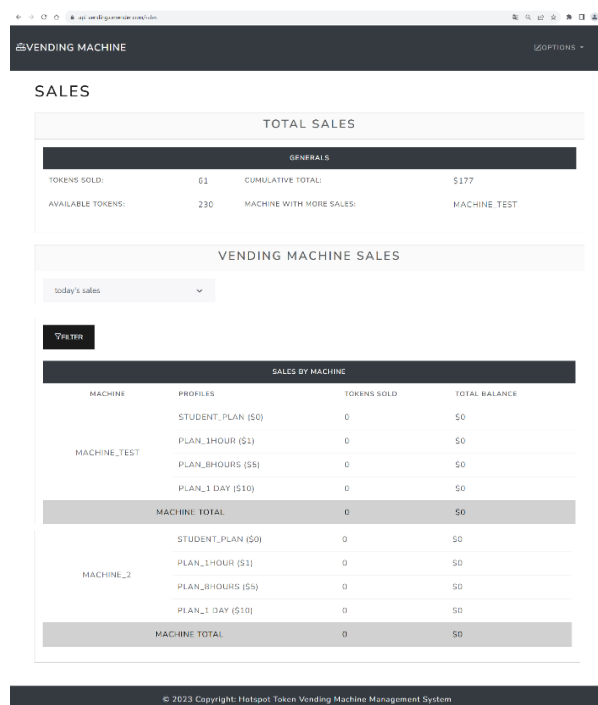 VENDING MACHINE
OPTIONS
SALES
TOTAL SALES
GENERALS
TOKENS SOLD: 61 CUMULATIVE TOTAL: $177
AVAILABLE TOKENS: 230 MACHINE WITH MORE SALES: MACHINE_TEST
VENDING MACHINE SALES
today's sales
FILTER
SALES BY MACHINE
MACHINE PROFILES TOKENS SOLD TOTAL BALANCE
STUDENT_PLAN ($0) 0 $0
PLAN_1HOUR ($1) 0 $0
MACHINE_TEST
PLAN_8HOURS ($5) 0 $0
PLAN_1 DAY ($10) 0 $0
MACHINE TOTAL 0 $0
STUDENT_PLAN ($0) 0 $0
PLAN_1HOUR ($1) 0 $0
MACHINE_2
PLAN_8HOURS ($5) 0 $0
PLAN_1 DAY ($10) 0 $0
MACHINE TOTAL 0 $0
© 2023 Copyright: Hotspot Token Vending Machine Management System